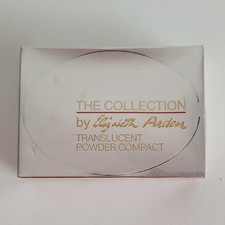 THE COLLECTION
by Elizabeth Arden
TRANSLUCENT
POWDER COMPACT